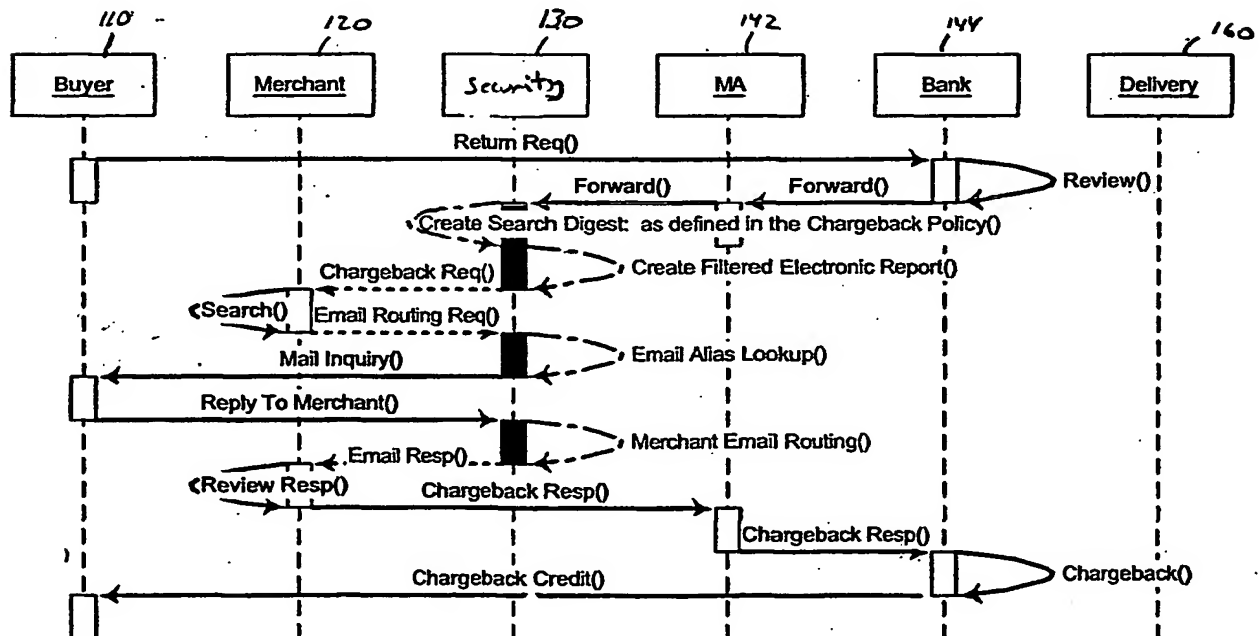 110 120 130 142 144 160
Buyer Merchant Security MA Bank Delivery
Return Req()
Review()
Forward() Forward()
Create Search Digest: as defined in the Chargeback Policy()
Create Filtered Electronic Report()
Chargeback Req()
Search()
Email Routing Req()
Email Alias Lookup()
Mail Inquiry()
Reply To Merchant()
Merchant Email Routing()
Email Resp()
Review Resp()
Chargeback Resp()
Chargeback Resp()
Chargeback()
Chargeback Credit()